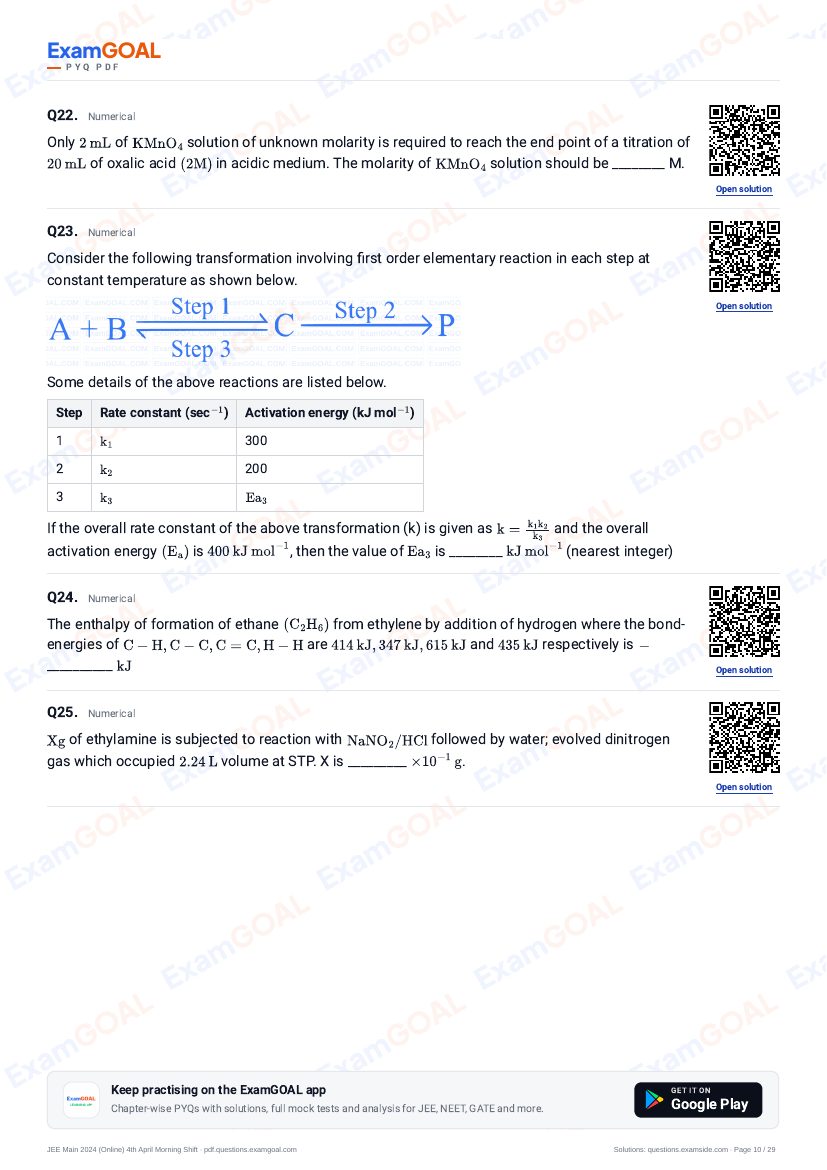 ExamGOAL
PYQ PDF
Q22. Numerical
Only 2 mL of KMnO₄ solution of unknown molarity is required to reach the end point of a titration of
20 mL of oxalic acid (2M) in acidic medium. The molarity of KMnO₄ solution should be ________ M.
Open solution
Q23. Numerical
Consider the following transformation involving first order elementary reaction in each step at
constant temperature as shown below.
Open solution
A + B ⇌ C → P
Step 1
Step 2
Step 3
Some details of the above reactions are listed below.
Step Rate constant (sec⁻¹) Activation energy (kJ mol⁻¹)
1 k₁ 300
2 k₂ 200
3 k₃ Ea₃
If the overall rate constant of the above transformation (k) is given as k = k₁k₂/k₃ and the overall
activation energy (Eₐ) is 400 kJ mol⁻¹, then the value of Ea₃ is ________ kJ mol⁻¹ (nearest integer)
Q24. Numerical
The enthalpy of formation of ethane (C₂H₆) from ethylene by addition of hydrogen where the bond-
energies of C − H, C − C, C = C, H − H are 414 kJ, 347 kJ, 615 kJ and 435 kJ respectively is −
__________ kJ
Open solution
Q25. Numerical
Xg of ethylamine is subjected to reaction with NaNO₂/HCl followed by water; evolved dinitrogen
gas which occupied 2.24 L volume at STP. X is _________ ×10⁻¹ g.
Open solution
ExamGOAL
Keep practising on the ExamGOAL app
Chapter-wise PYQs with solutions, full mock tests and analysis for JEE, NEET, GATE and more.
GET IT ON
Google Play
JEE Main 2024 (Online) 4th April Morning Shift · pdf.questions.examgoal.com
Solutions: questions.examside.com · Page 10 / 29